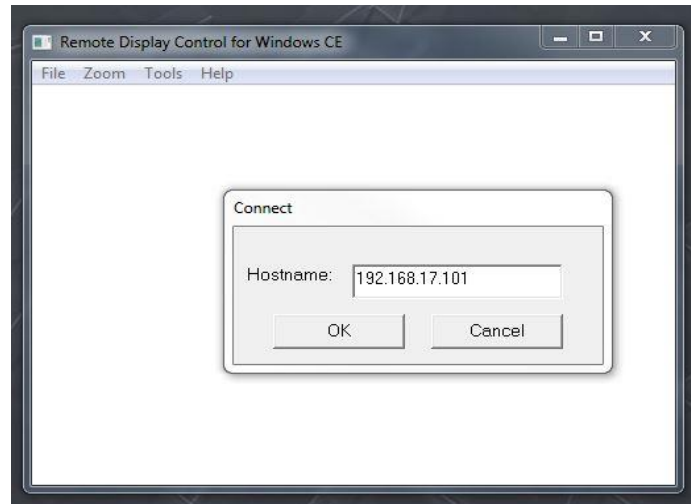 Remote Display Control for Windows CE
File Zoom Tools Help
Connect
Hostname: 192.168.17.101
OK Cancel